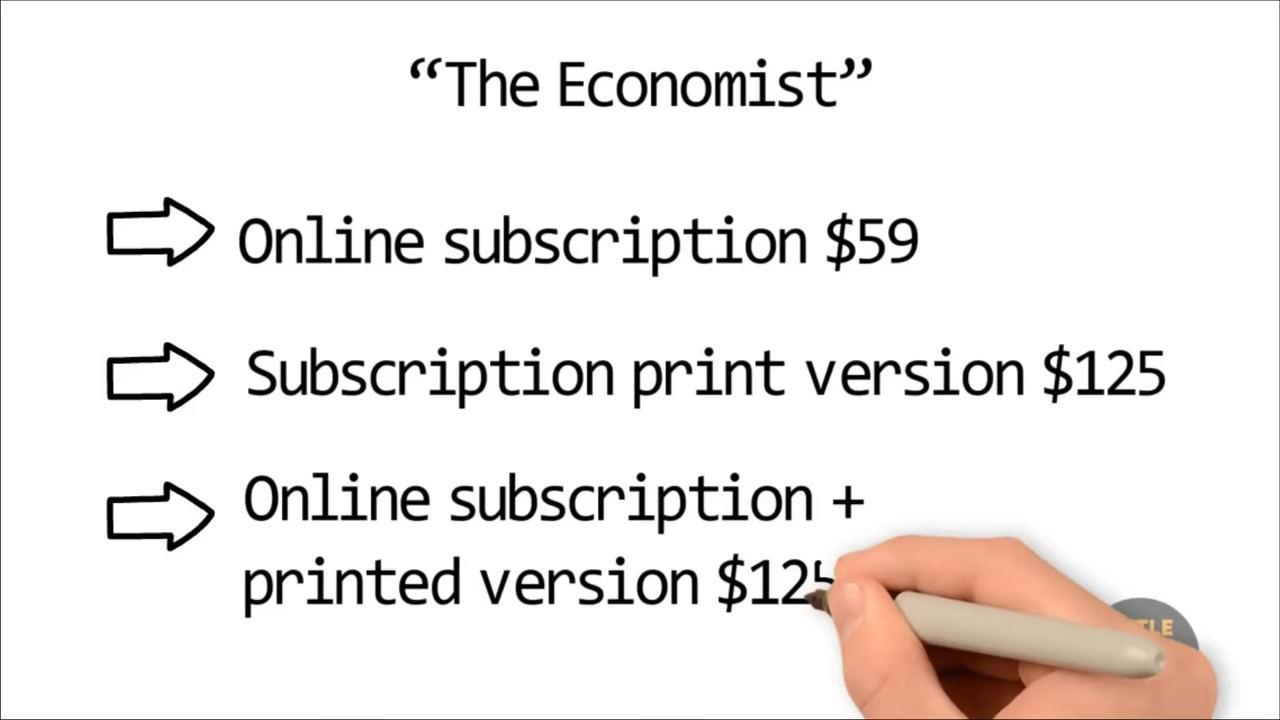 “The Economist”
Online subscription $59
Subscription print version $125
Online subscription +
printed version